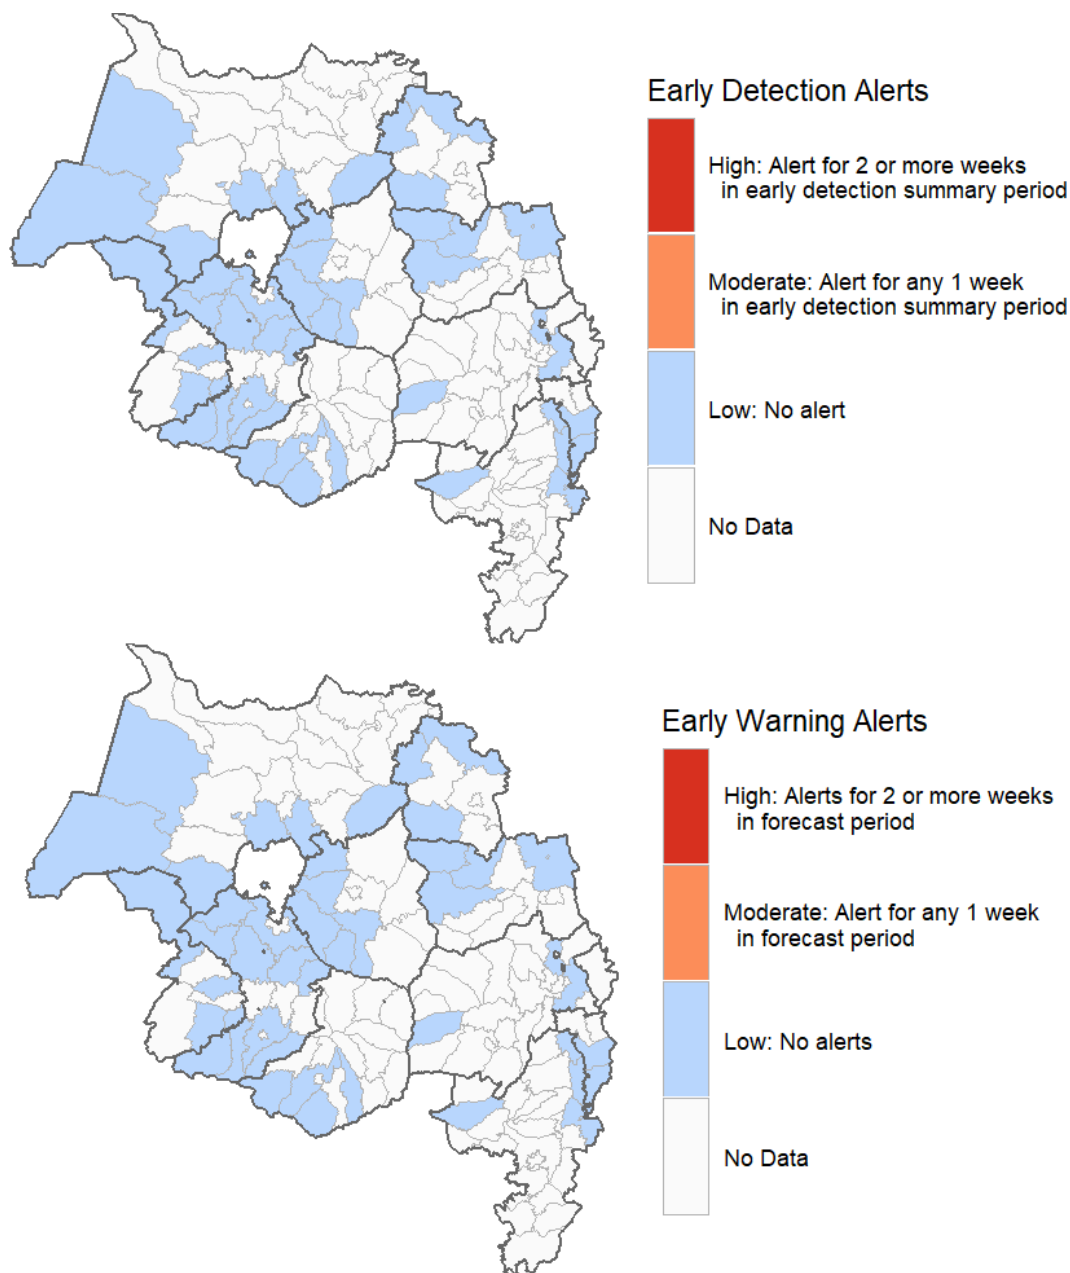 Early Detection Alerts
High: Alert for 2 or more weeks
in early detection summary period
Moderate: Alert for any 1 week
in early detection summary period
Low: No alert
No Data
Early Warning Alerts
High: Alerts for 2 or more weeks
in forecast period
Moderate: Alert for any 1 week
in forecast period
Low: No alerts
No Data